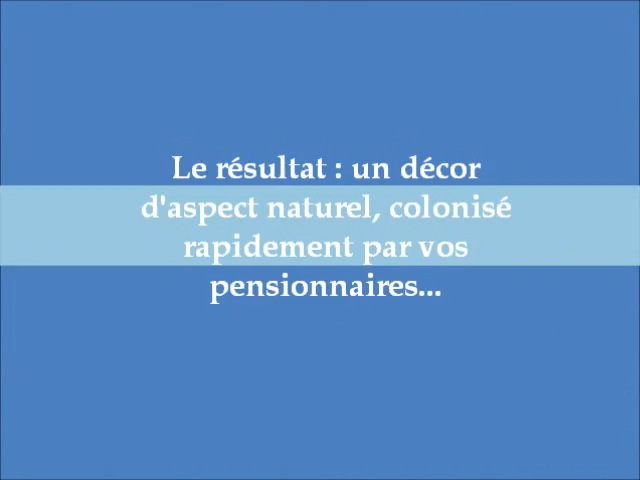 Le résultat : un décor
d'aspect naturel, colonisé
rapidement par vos
pensionnaires...